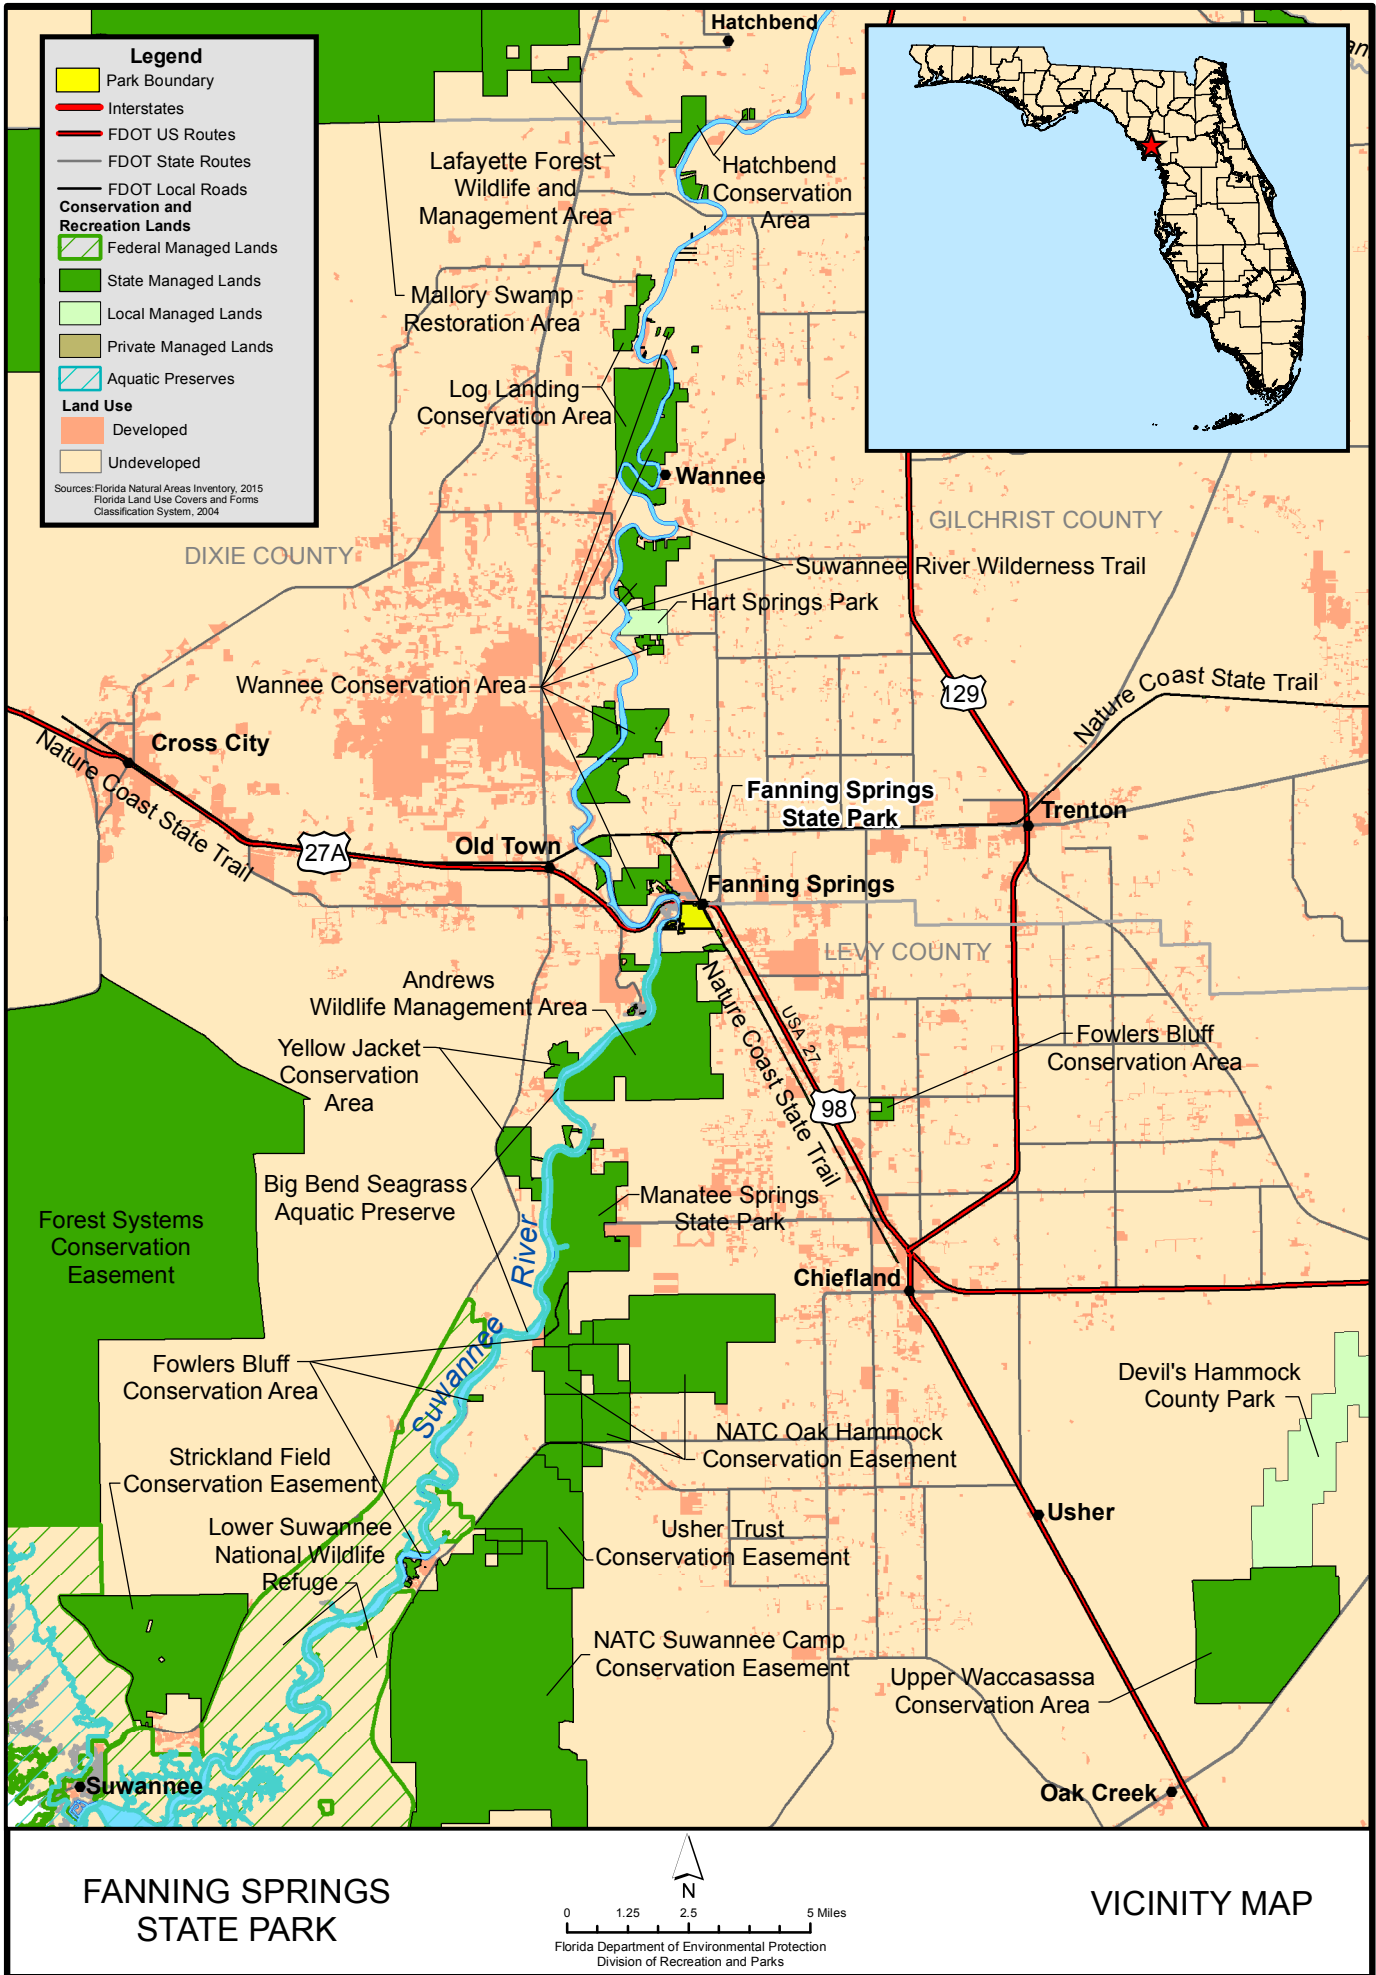 Hatchbend
Legend
Park Boundary
Interstates
FDOT US Routes
FDOT State Routes
FDOT Local Roads
Conservation and
Recreation Lands
Federal Managed Lands
State Managed Lands
Local Managed Lands
Private Managed Lands
Aquatic Preserves
Land Use
Developed
Undeveloped
Sources:Florida Natural Areas Inventory, 2015
Florida Land Use Covers and Forms
Classification System, 2004
Lafayette Forest
Wildlife and
Management Area
Hatchbend
Conservation
Area
Mallory Swamp
Restoration Area
Log Landing
Conservation Area
Wannee
GILCHRIST COUNTY
DIXIE COUNTY
Suwannee River Wilderness Trail
Hart Springs Park
Wannee Conservation Area
129
Nature Coast State Trail
Cross City
Nature Coast State Trail
27A
Old Town
Fanning Springs
State Park
Trenton
Fanning Springs
LEVY COUNTY
Andrews
Wildlife Management Area
Nature Coast State Trail
USA 27
98
Yellow Jacket
Conservation
Area
Fowlers Bluff
Conservation Area
Big Bend Seagrass
Aquatic Preserve
Manatee Springs
State Park
Forest Systems
Conservation
Easement
Suwannee River
Chiefland
Fowlers Bluff
Conservation Area
Devil's Hammock
County Park
NATC Oak Hammock
Conservation Easement
Strickland Field
Conservation Easement
Lower Suwannee
National Wildlife
Refuge
Usher
Usher Trust
Conservation Easement
NATC Suwannee Camp
Conservation Easement
Upper Waccasassa
Conservation Area
Suwannee
Oak Creek
FANNING SPRINGS
STATE PARK
N
0 1.25 2.5 5 Miles
Florida Department of Environmental Protection
Division of Recreation and Parks
VICINITY MAP